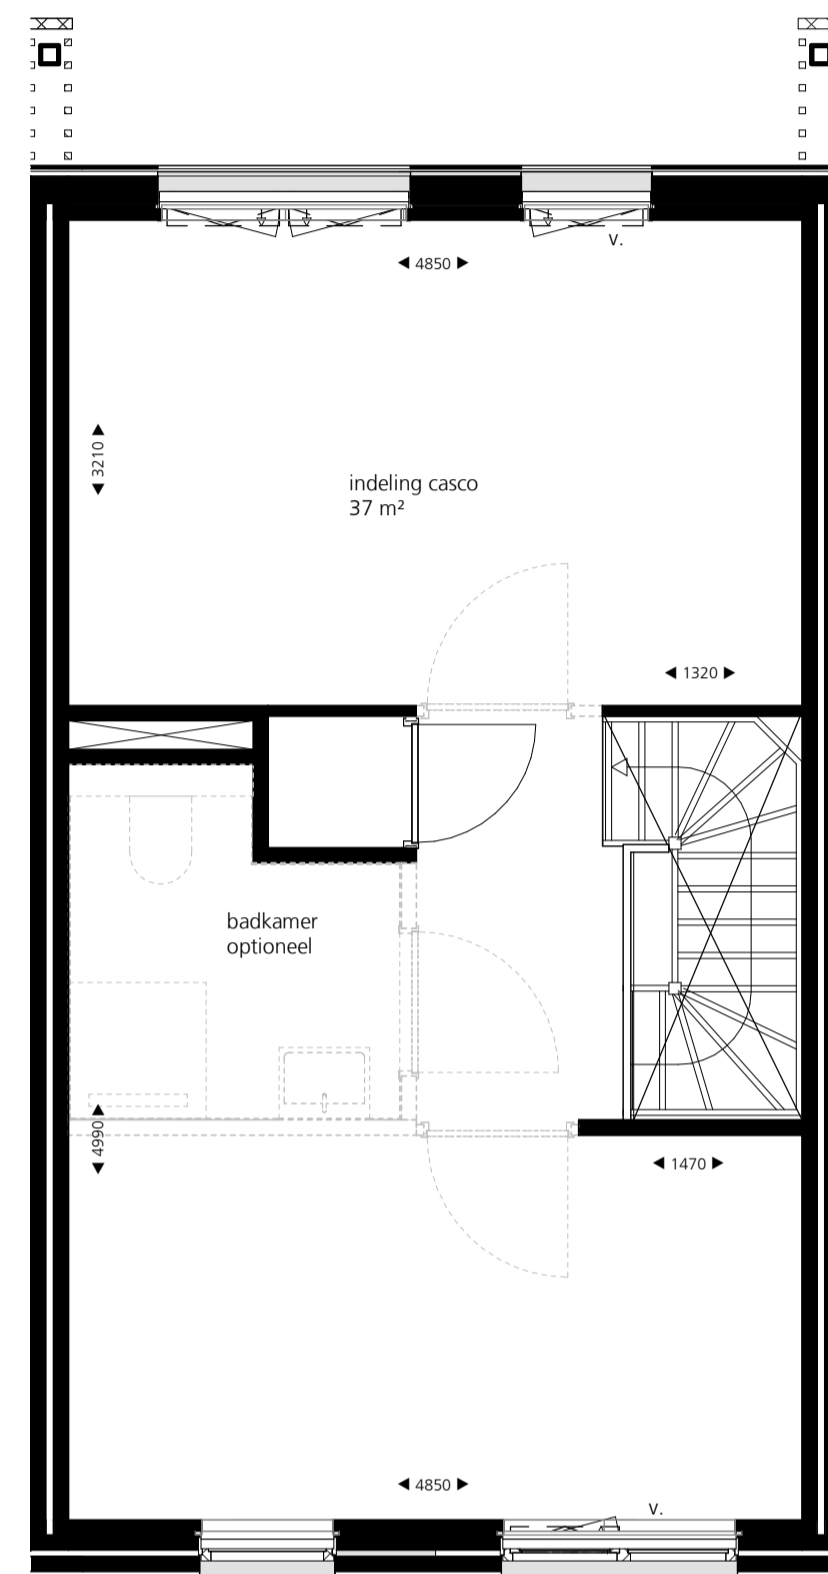 V.
4850
3210
indeling casco
37 m²
1320
badkamer
optioneel
4990
1470
4850
V.